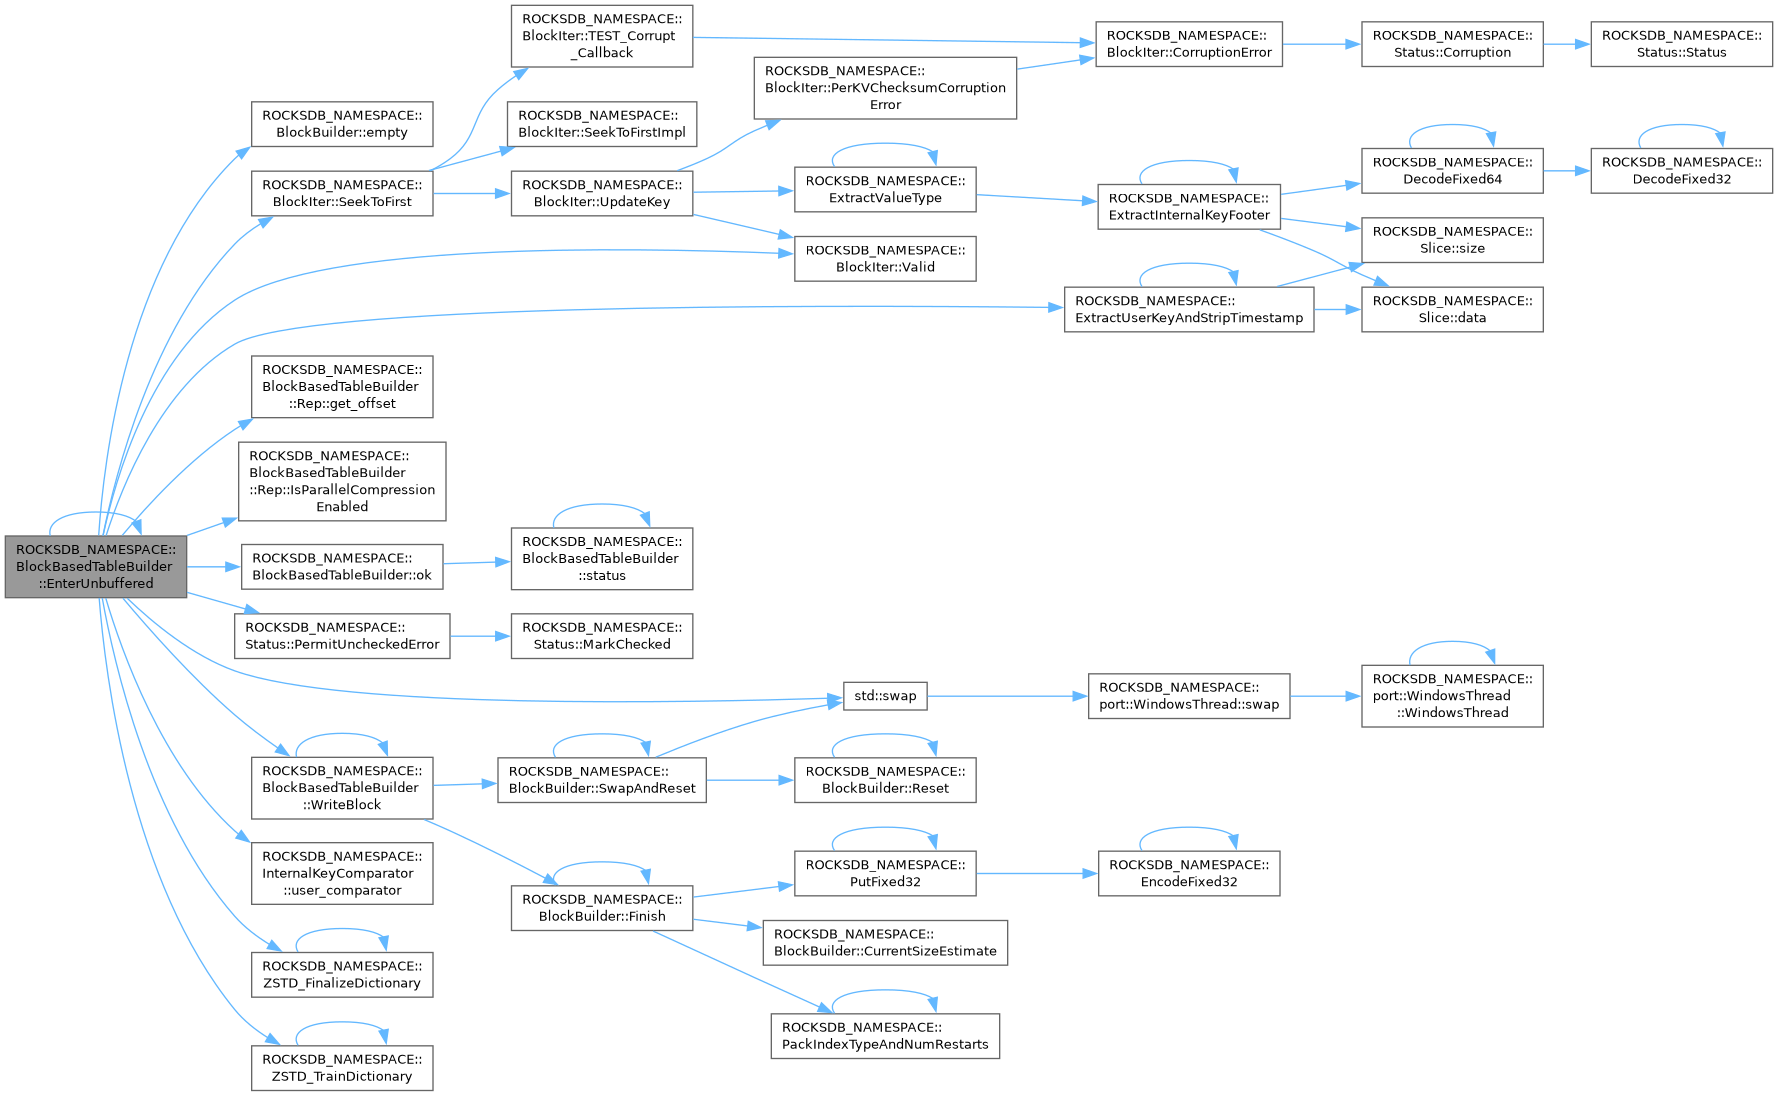 ROCKSDB_NAMESPACE::
BlockBasedTableBuilder
::EnterUnbuffered
ROCKSDB_NAMESPACE::
BlockBuilder::empty
ROCKSDB_NAMESPACE::
BlockIter::SeekToFirst
ROCKSDB_NAMESPACE::
BlockIter::TEST_Corrupt
_Callback
ROCKSDB_NAMESPACE::
BlockIter::CorruptionError
ROCKSDB_NAMESPACE::
Status::Corruption
ROCKSDB_NAMESPACE::
Status::Status
ROCKSDB_NAMESPACE::
BlockIter::SeekToFirstImpl
ROCKSDB_NAMESPACE::
BlockIter::UpdateKey
ROCKSDB_NAMESPACE::
BlockIter::PerKVChecksumCorruption
Error
ROCKSDB_NAMESPACE::
ExtractValueType
ROCKSDB_NAMESPACE::
BlockIter::Valid
ROCKSDB_NAMESPACE::
ExtractInternalKeyFooter
ROCKSDB_NAMESPACE::
DecodeFixed64
ROCKSDB_NAMESPACE::
DecodeFixed32
ROCKSDB_NAMESPACE::
Slice::size
ROCKSDB_NAMESPACE::
Slice::data
ROCKSDB_NAMESPACE::
ExtractUserKeyAndStripTimestamp
ROCKSDB_NAMESPACE::
BlockBasedTableBuilder
::Rep::get_offset
ROCKSDB_NAMESPACE::
BlockBasedTableBuilder
::Rep::IsParallelCompression
Enabled
ROCKSDB_NAMESPACE::
BlockBasedTableBuilder::ok
ROCKSDB_NAMESPACE::
BlockBasedTableBuilder
::status
ROCKSDB_NAMESPACE::
Status::PermitUncheckedError
ROCKSDB_NAMESPACE::
Status::MarkChecked
std::swap
ROCKSDB_NAMESPACE::
port::WindowsThread::swap
ROCKSDB_NAMESPACE::
port::WindowsThread
::WindowsThread
ROCKSDB_NAMESPACE::
BlockBasedTableBuilder
::WriteBlock
ROCKSDB_NAMESPACE::
BlockBuilder::SwapAndReset
ROCKSDB_NAMESPACE::
BlockBuilder::Reset
ROCKSDB_NAMESPACE::
BlockBuilder::Finish
ROCKSDB_NAMESPACE::
PutFixed32
ROCKSDB_NAMESPACE::
EncodeFixed32
ROCKSDB_NAMESPACE::
BlockBuilder::CurrentSizeEstimate
ROCKSDB_NAMESPACE::
PackIndexTypeAndNumRestarts
ROCKSDB_NAMESPACE::
InternalKeyComparator
::user_comparator
ROCKSDB_NAMESPACE::
ZSTD_FinalizeDictionary
ROCKSDB_NAMESPACE::
ZSTD_TrainDictionary